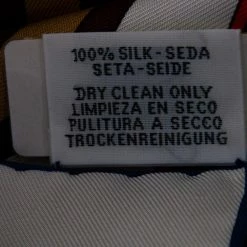 100% SILK-SEDA
SETA-SEIDE
DRY CLEAN ONLY
LIMPIEZA EN SECO
PULITURA A SECCO
TROCKENREINIGUNG